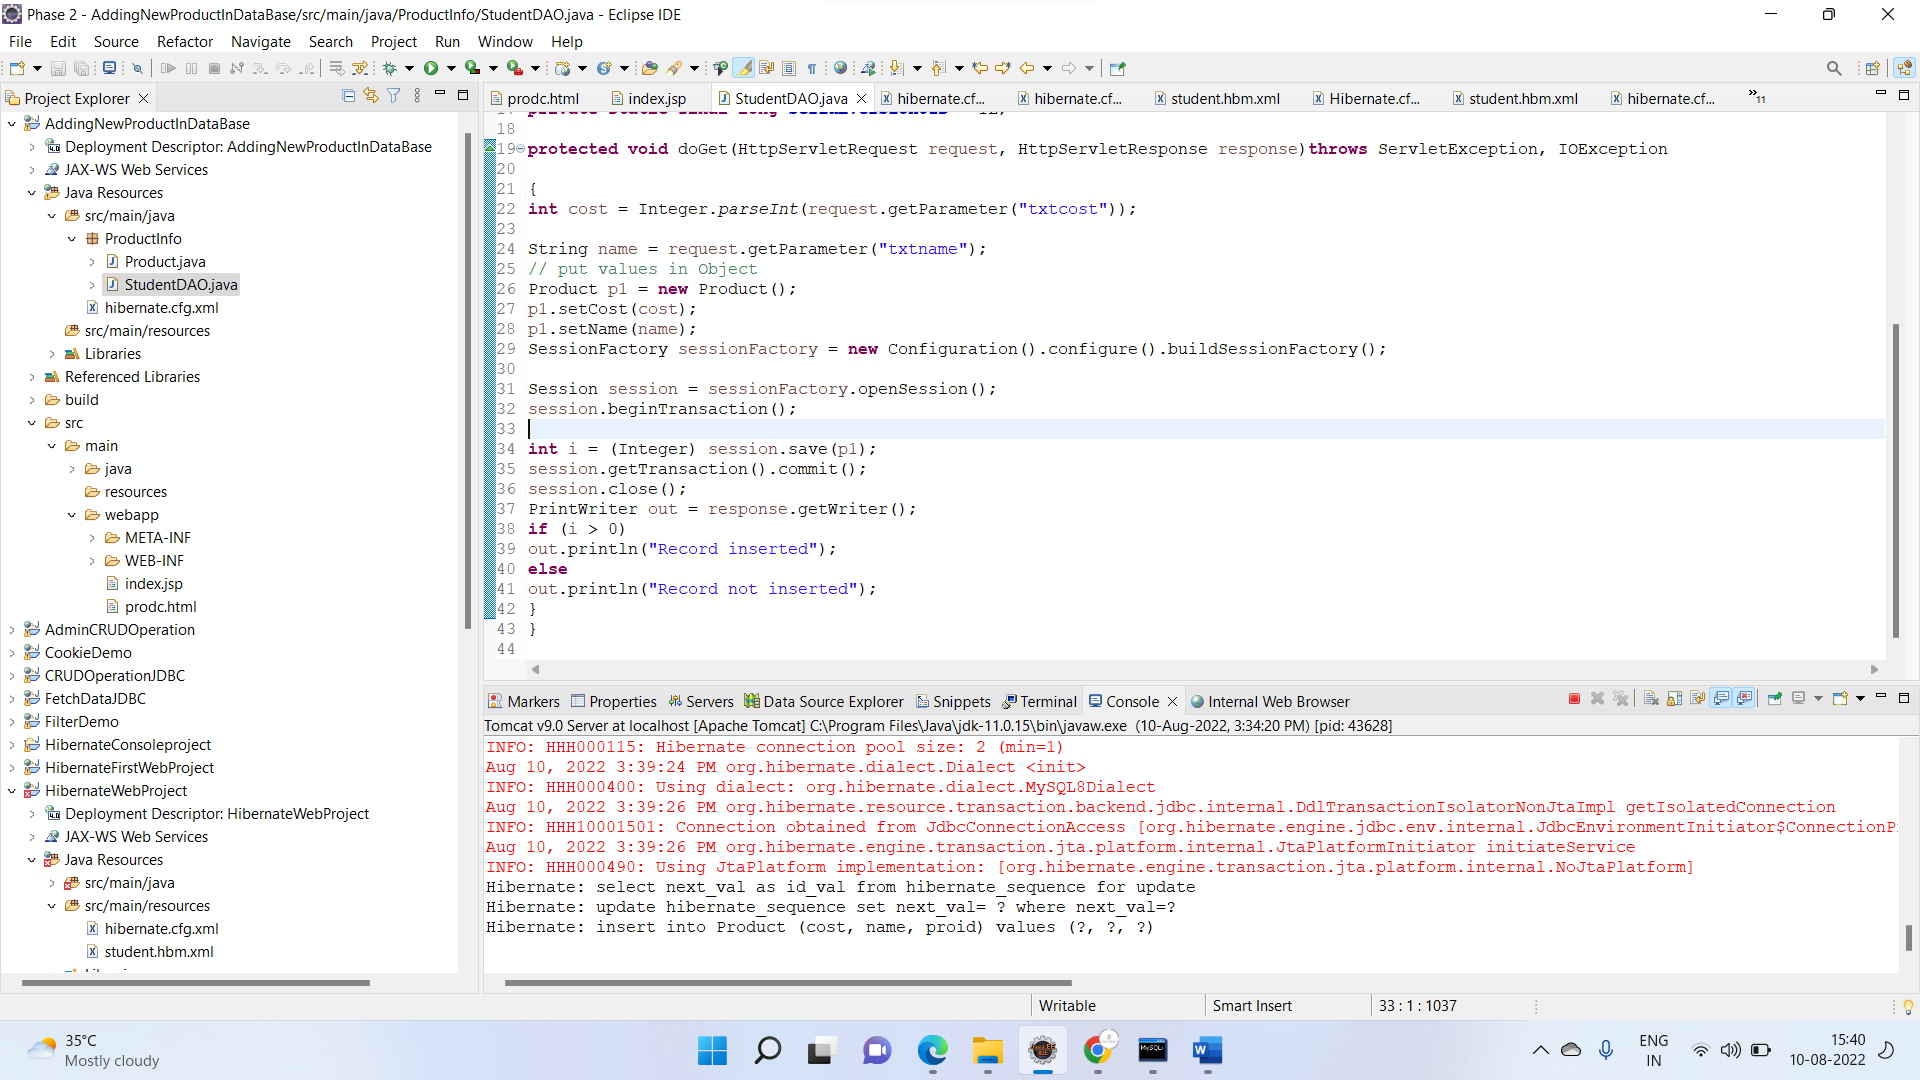 Phase 2 - AddingNewProductInDataBase/src/main/java/ProductInfo/StudentDAO.java - Eclipse IDE
File Edit Source Refactor Navigate Search Project Run Window Help
Project Explorer
AddingNewProductInDataBase
Deployment Descriptor: AddingNewProductInDataBase
JAX-WS Web Services
Java Resources
src/main/java
ProductInfo
Product.java
StudentDAO.java
hibernate.cfg.xml
src/main/resources
Libraries
Referenced Libraries
build
src
main
java
resources
webapp
META-INF
WEB-INF
index.jsp
prodc.html
AdminCRUDOperation
CookieDemo
CRUDOperationJDBC
FetchDataJDBC
FilterDemo
HibernateConsoleproject
HibernateFirstWebProject
HibernateWebProject
Deployment Descriptor: HibernateWebProject
JAX-WS Web Services
Java Resources
src/main/java
src/main/resources
hibernate.cfg.xml
student.hbm.xml
prodc.html index.jsp StudentDAO.java hibernate.cf... hibernate.cf... student.hbm.xml Hibernate.cf... student.hbm.xml hibernate.cf... »11
18
19 protected void doGet(HttpServletRequest request, HttpServletResponse response)throws ServletException, IOException
20
21 {
22 int cost = Integer.parseInt(request.getParameter("txtcost"));
23
24 String name = request.getParameter("txtname");
25 // put values in Object
26 Product p1 = new Product();
27 p1.setCost(cost);
28 p1.setName(name);
29 SessionFactory sessionFactory = new Configuration().configure().buildSessionFactory();
30
31 Session session = sessionFactory.openSession();
32 session.beginTransaction();
33
34 int i = (Integer) session.save(p1);
35 session.getTransaction().commit();
36 session.close();
37 PrintWriter out = response.getWriter();
38 if (i > 0)
39 out.println("Record inserted");
40 else
41 out.println("Record not inserted");
42 }
43 }
44
Markers Properties Servers Data Source Explorer Snippets Terminal Console Internal Web Browser
Tomcat v9.0 Server at localhost [Apache Tomcat] C:\Program Files\Java\jdk-11.0.15\bin\javaw.exe (10-Aug-2022, 3:34:20 PM) [pid: 43628]
INFO: HHH000115: Hibernate connection pool size: 2 (min=1)
Aug 10, 2022 3:39:24 PM org.hibernate.dialect.Dialect <init>
INFO: HHH000400: Using dialect: org.hibernate.dialect.MySQL8Dialect
Aug 10, 2022 3:39:26 PM org.hibernate.resource.transaction.backend.jdbc.internal.DdlTransactionIsolatorNonJtaImpl getIsolatedConnection
INFO: HHH10001501: Connection obtained from JdbcConnectionAccess [org.hibernate.engine.jdbc.env.internal.JdbcEnvironmentInitiator$ConnectionP
Aug 10, 2022 3:39:26 PM org.hibernate.engine.transaction.jta.platform.internal.JtaPlatformInitiator initiateService
INFO: HHH000490: Using JtaPlatform implementation: [org.hibernate.engine.transaction.jta.platform.internal.NoJtaPlatform]
Hibernate: select next_val as id_val from hibernate_sequence for update
Hibernate: update hibernate_sequence set next_val= ? where next_val=?
Hibernate: insert into Product (cost, name, proid) values (?, ?, ?)
Writable Smart Insert 33 : 1 : 1037
35°C
Mostly cloudy
ENG
IN
15:40
10-08-2022